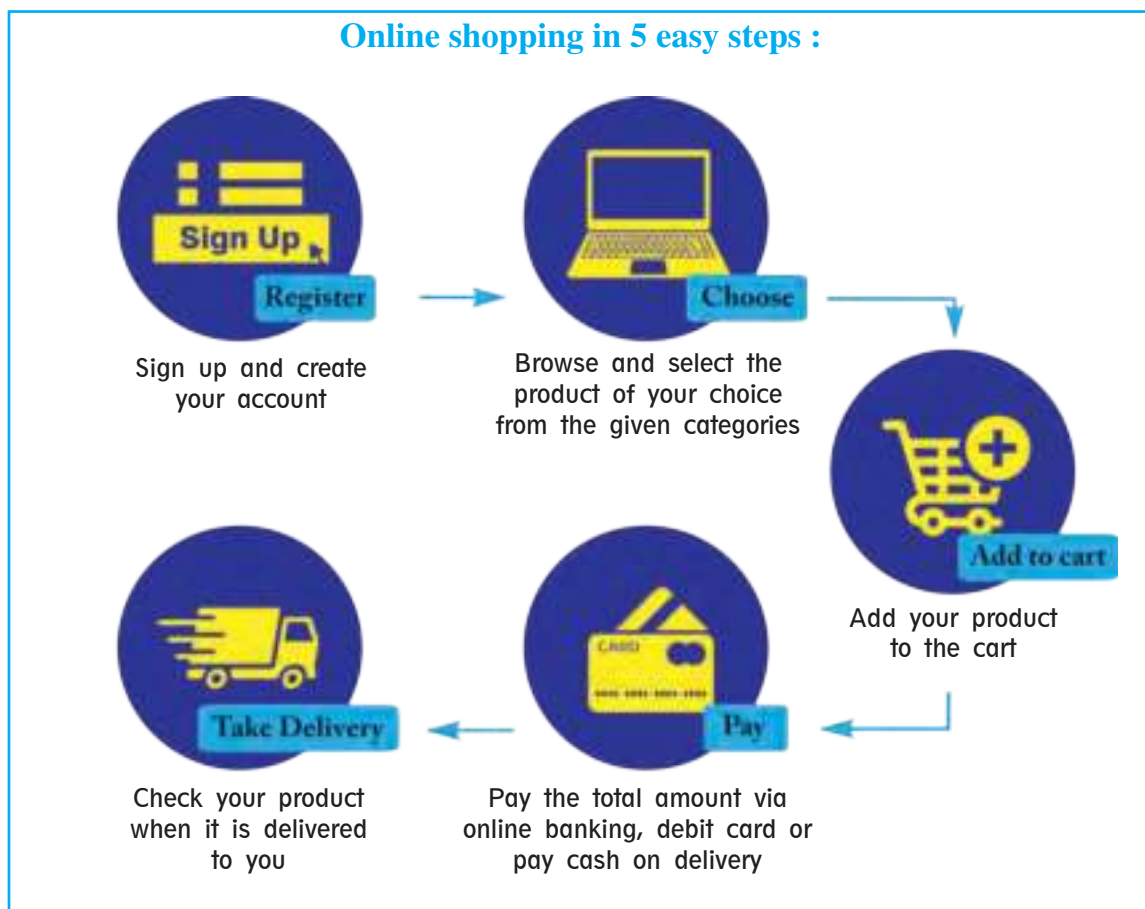 Online shopping in 5 easy steps :
Sign Up
Register
Sign up and create
your account
Choose
Browse and select the
product of your choice
from the given categories
Add to cart
Add your product
to the cart
CARD
Pay
Pay the total amount via
online banking, debit card or
pay cash on delivery
Take Delivery
Check your product
when it is delivered
to you